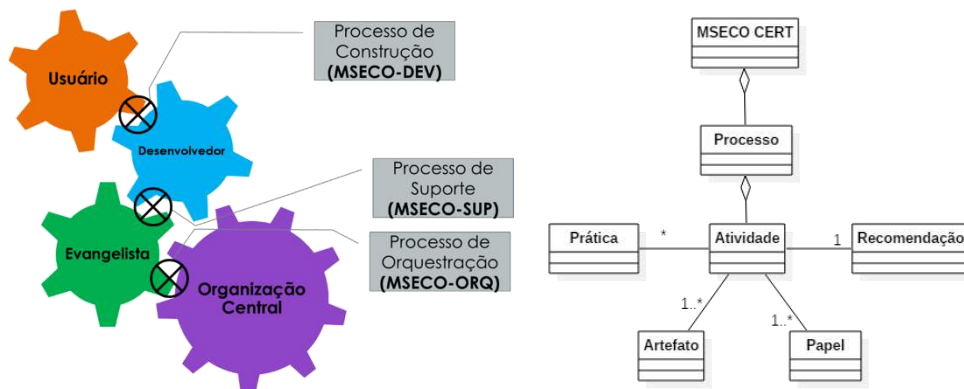 Usuário
Desenvolvedor
Evangelista
Organização
Central
Processo de
Construção
(MSECO-DEV)
Processo de
Suporte
(MSECO-SUP)
Processo de
Orquestração
(MSECO-ORQ)
MSECO CERT
Processo
Prática
*
Atividade
1
Recomendação
1..*
1..*
Artefato
Papel